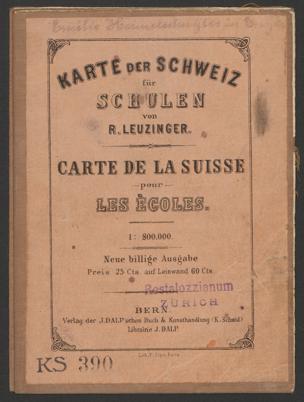 KARTE DER SCHWEIZ
für
SCHULEN
von
R. LEUZINGER.
CARTE DE LA SUISSE
pour
LES ÉCOLES.
1: 800.000.
Neue billige Ausgabe
Preis 25 Cts. auf Leinwand 60 Cts.
Pestalozzianum
ZÜRICH
BERN.
Verlag der J. DALP'schen Buch & Kunsthandlung (K. Schmid)
Librairie J. DALP.
KS 390